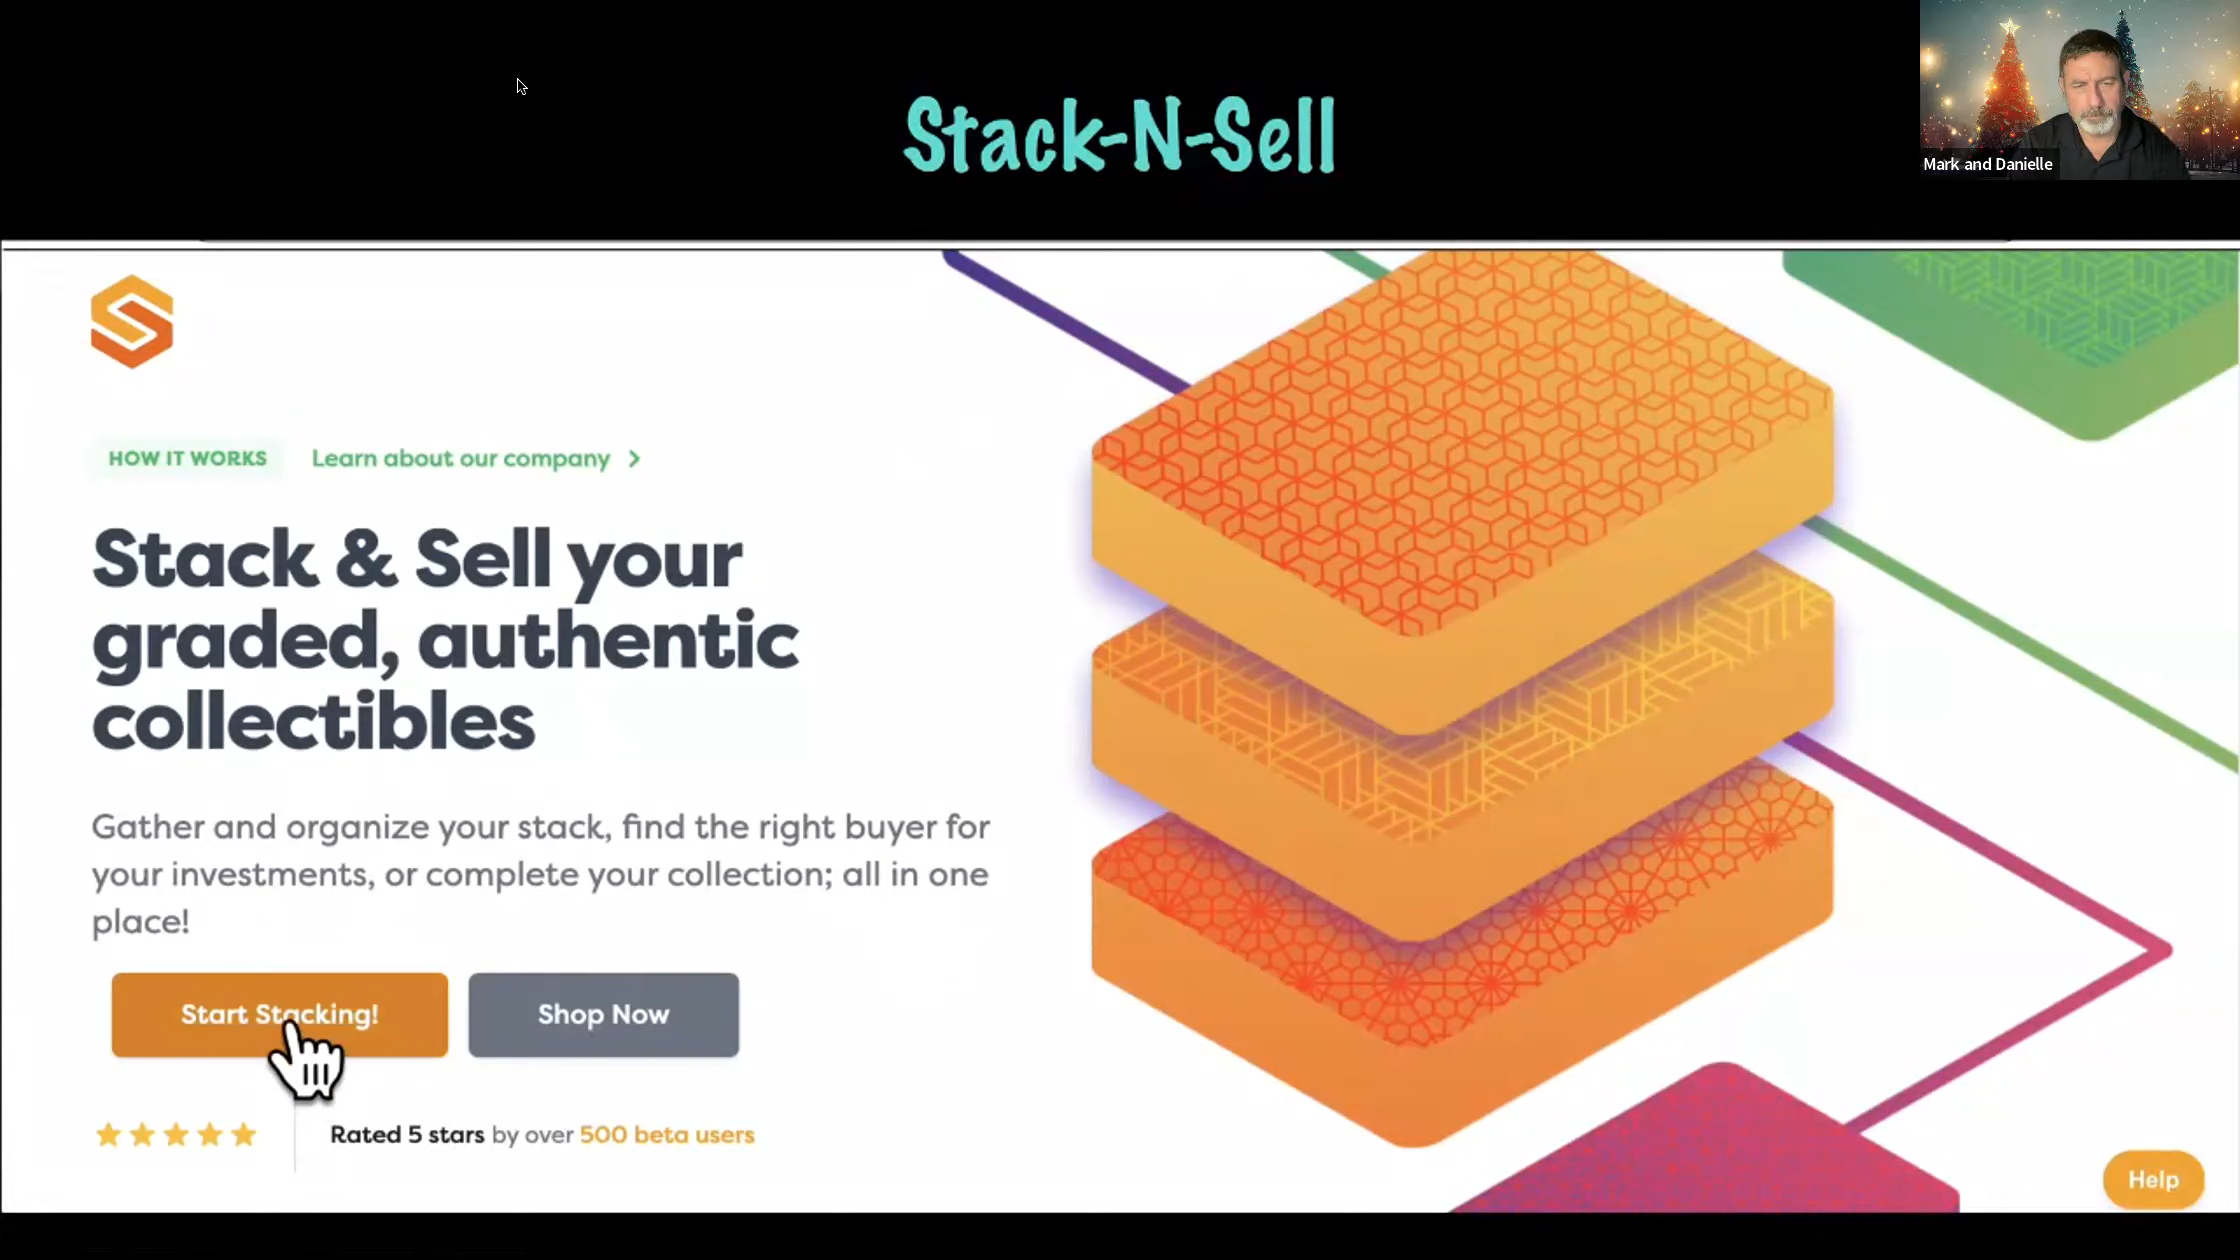 Stack-N-Sell
Mark and Danielle
HOW IT WORKS
Learn about our company
Stack & Sell your
graded, authentic
collectibles
Gather and organize your stack, find the right buyer for
your investments, or complete your collection; all in one
place!
Start Stacking!
Shop Now
Rated 5 stars by over 500 beta users
Help